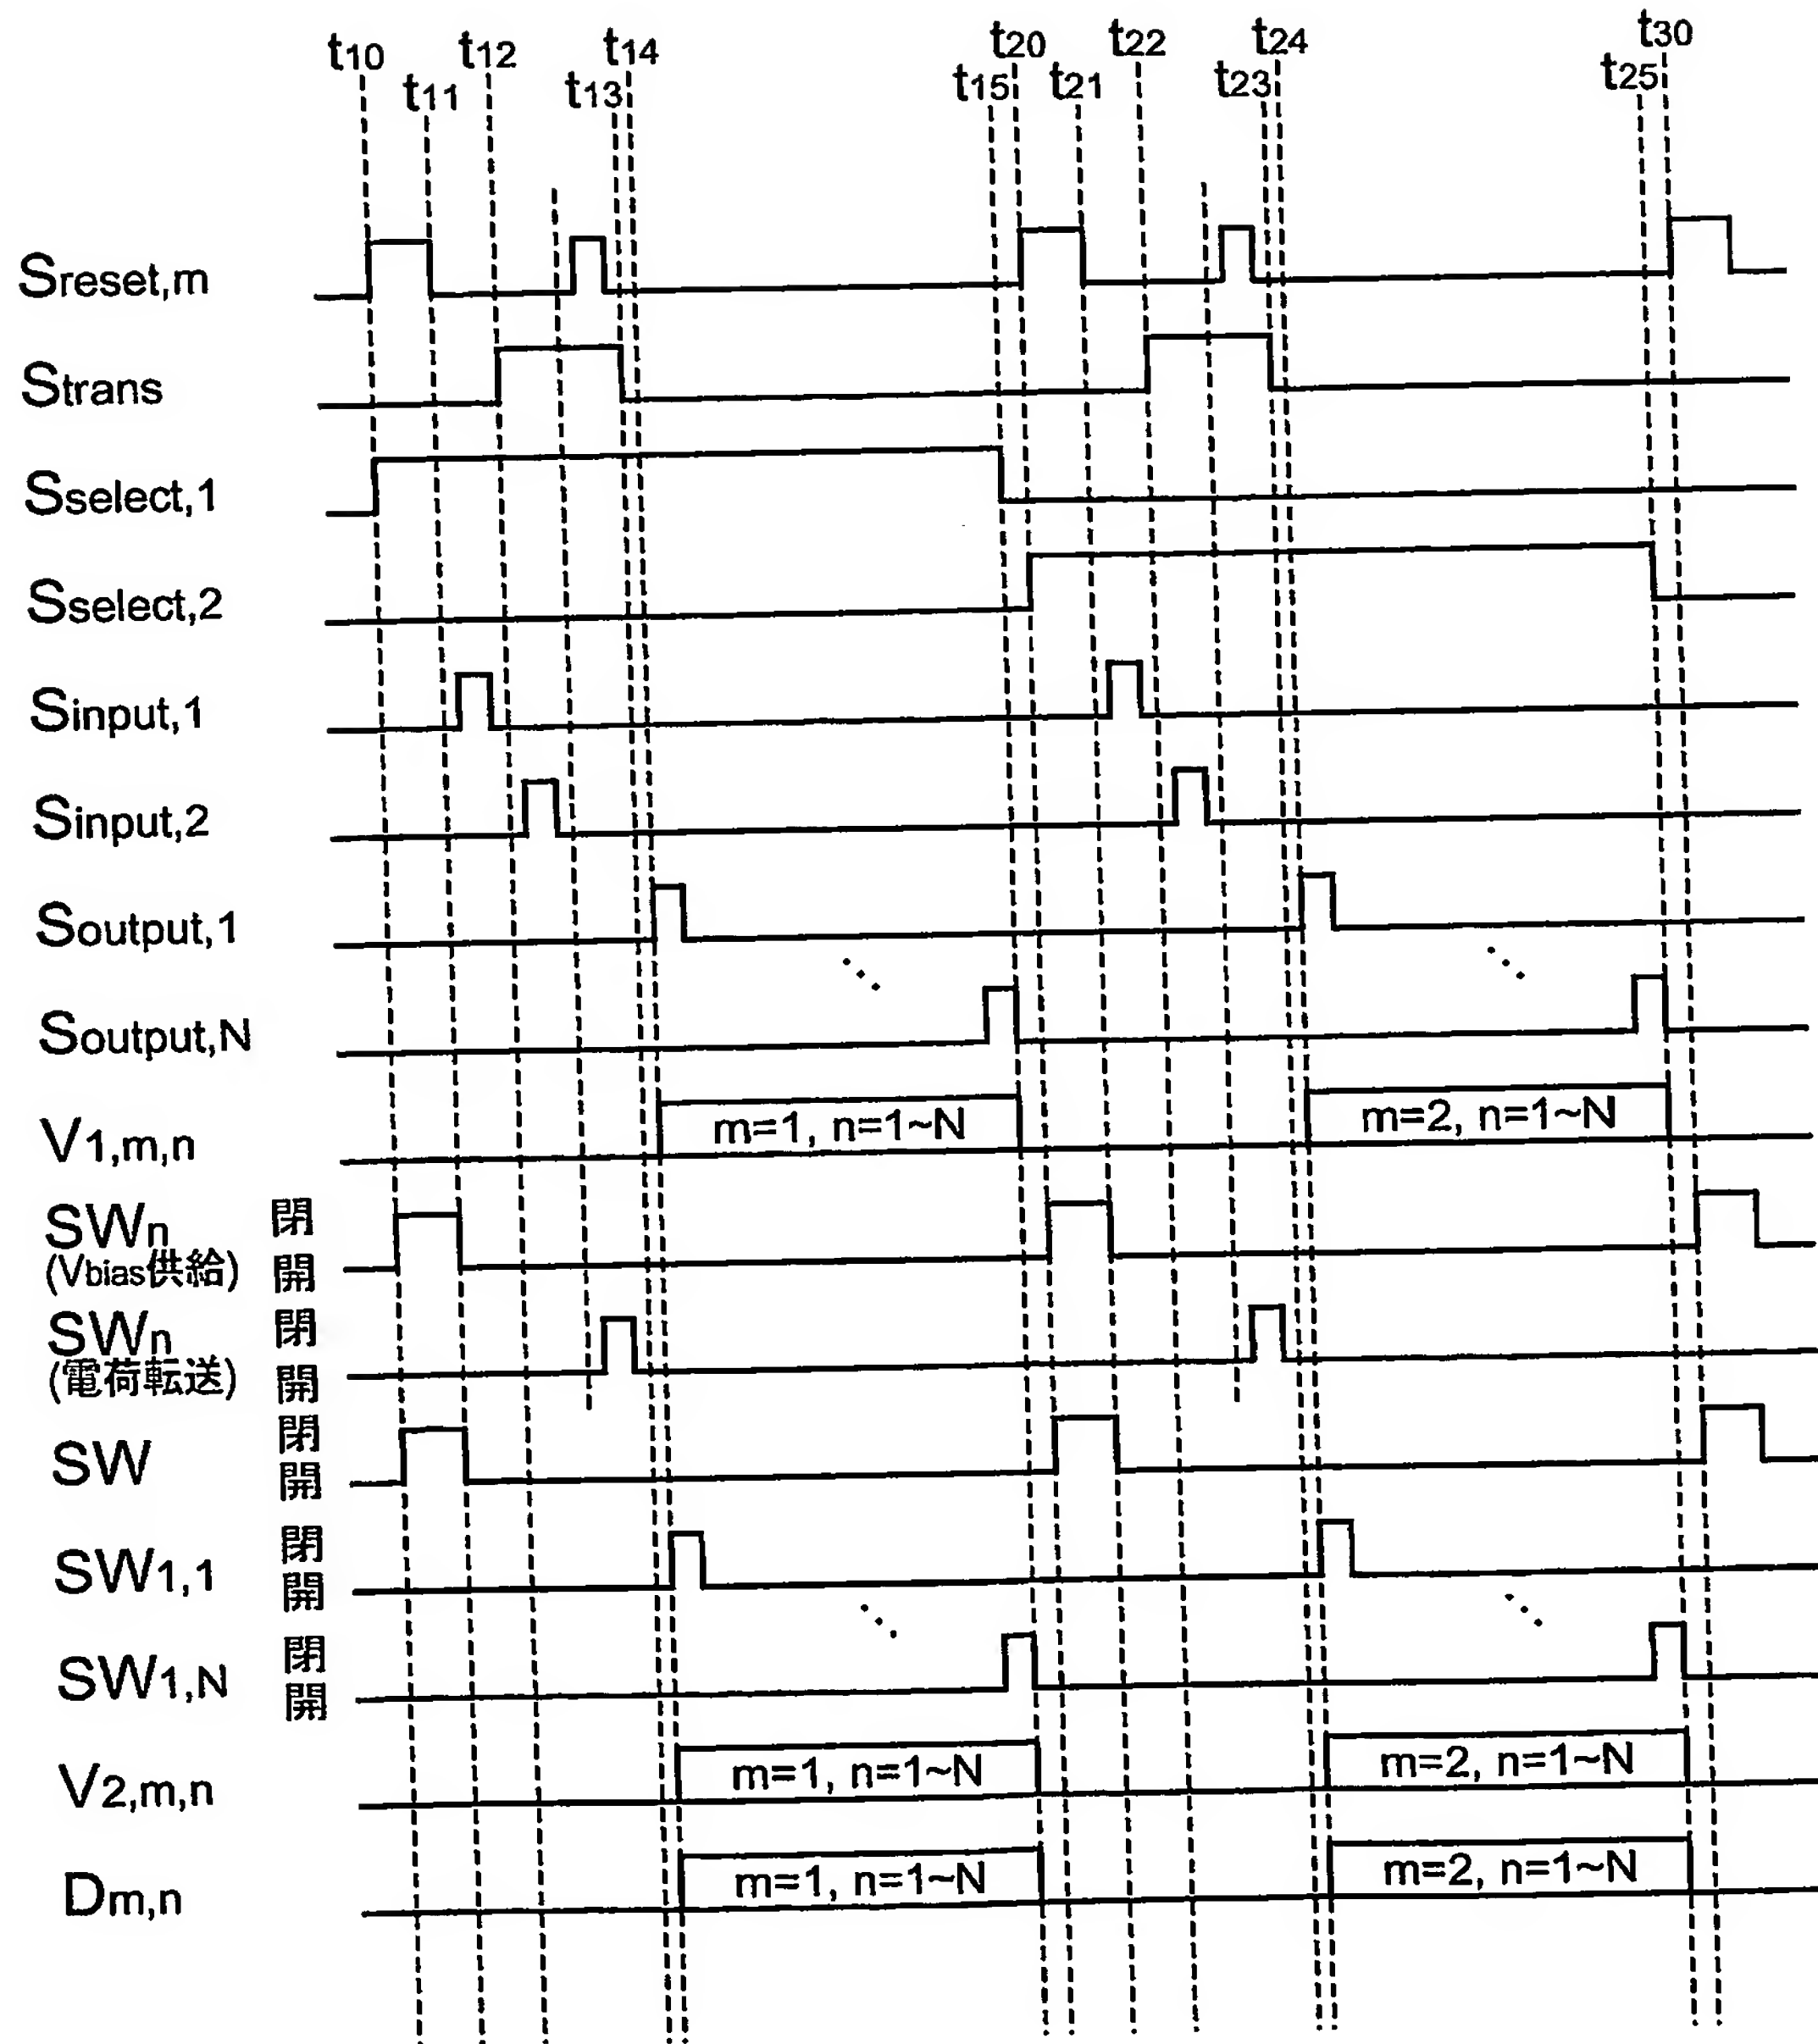 t10 t12 t14 t20 t22 t24 t30
t11 t13 t15 t21 t23 t25
Sreset,m
Strans
Sselect,1
Sselect,2
Sinput,1
Sinput,2
Soutput,1
Soutput,N
V1,m,n m=1, n=1~N m=2, n=1~N
SWn 閉
(Vbias供給) 開
SWn 閉
(電荷転送) 開
閉
SW
開
閉
SW1,1
開
閉
SW1,N
開
V2,m,n m=1, n=1~N m=2, n=1~N
Dm,n m=1, n=1~N m=2, n=1~N